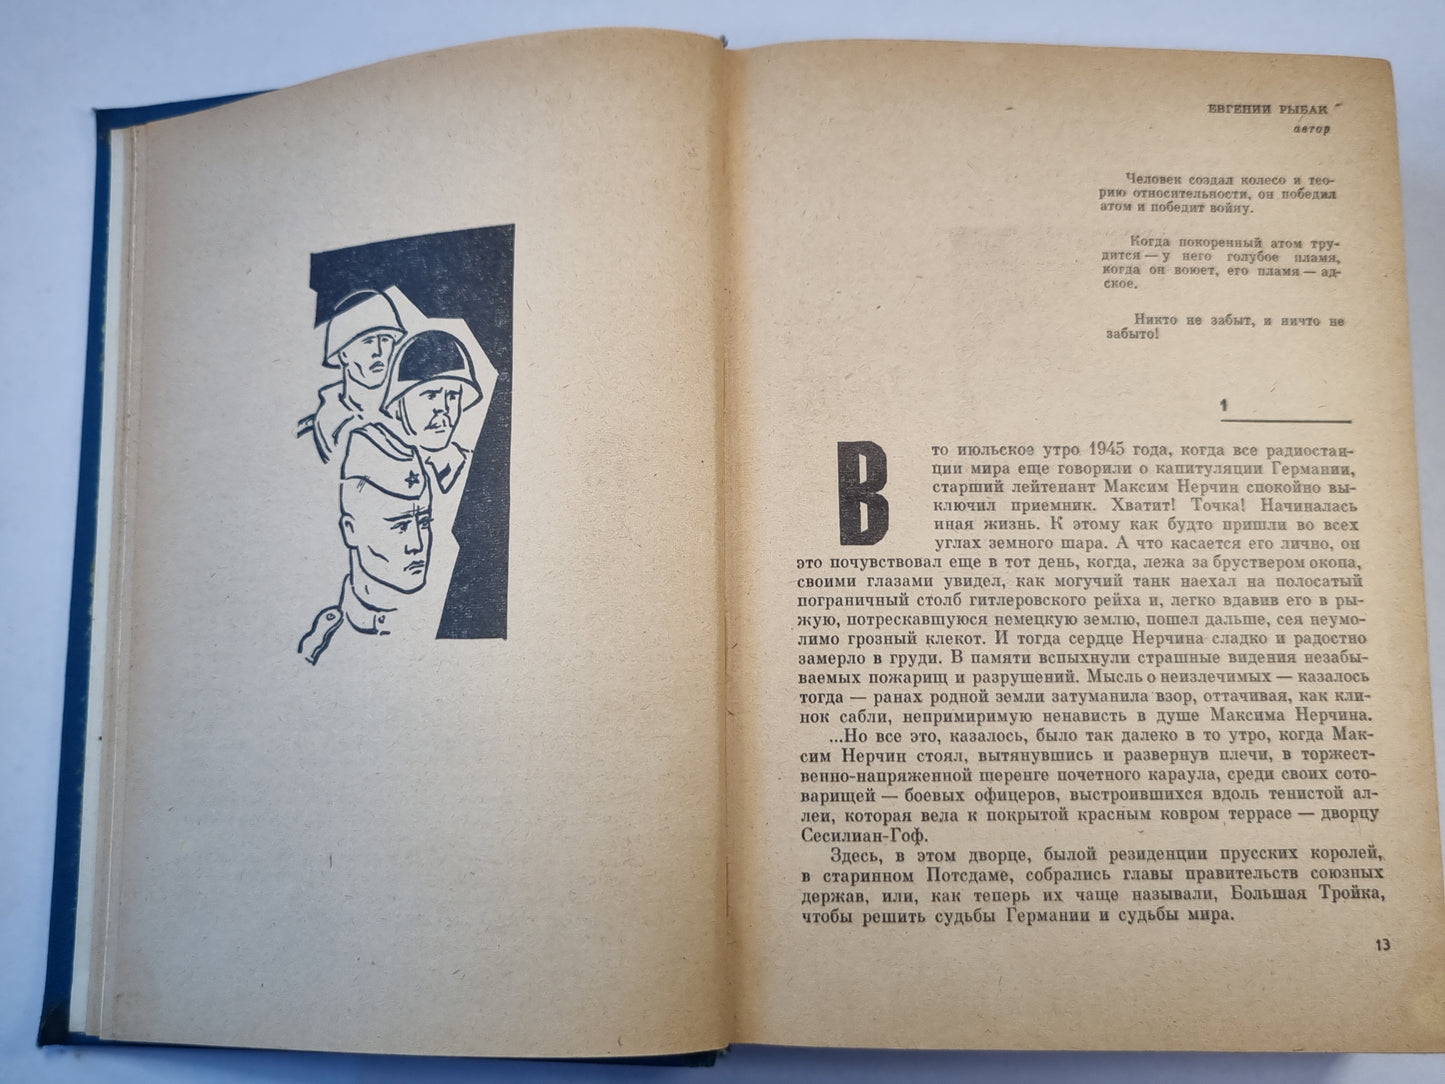 ЕВГЕНИЙ РЫБАК
автор
Человек создал колесо и тео-
рию относительности, он победил
атом и победит войну.
Когда покоренный атом тру-
дится — у него голубое пламя,
когда он воюет, его пламя — ад-
ское.
Никто не забыт, и ничто не
забыто!
1
В то июльское утро 1945 года, когда все радиостан-
ции мира еще говорили о капитуляции Германии,
старший лейтенант Максим Нерчин спокойно вы-
ключил приемник. Хватит! Точка! Начиналась
иная жизнь. К этому как будто пришли во всех
углах земного шара. А что касается его лично, он
это почувствовал еще в тот день, когда, лежа за бруствером окопа,
своими глазами увидел, как могучий танк наехал на полосатый
пограничный столб гитлеровского рейха и, легко вдавив его в ры-
жую, потрескавшуюся немецкую землю, пошел дальше, сея неумо-
лимо грозный клекот. И тогда сердце Нерчина сладко и радостно
замерло в груди. В памяти вспыхнули страшные видения незабы-
ваемых пожарищ и разрушений. Мысль о неизлечимых — казалось
тогда — ранах родной земли затуманила взор, оттачивая, как кли-
нок сабли, непримиримую ненависть в душе Максима Нерчина.
...Но все это, казалось, было так далеко в то утро, когда Мак-
сим Нерчин стоял, вытянувшись и развернув плечи, в торжест-
венно-напряженной шеренге почетного караула, среди своих сото-
варищей — боевых офицеров, выстроившихся вдоль тенистой ал-
леи, которая вела к покрытой красным ковром террасе — дворцу
Сесилиан-Гоф.
Здесь, в этом дворце, былой резиденции прусских королей,
в старинном Потсдаме, собрались главы правительств союзных
держав, или, как теперь их чаще называли, Большая Тройка,
чтобы решить судьбы Германии и судьбы мира.
13